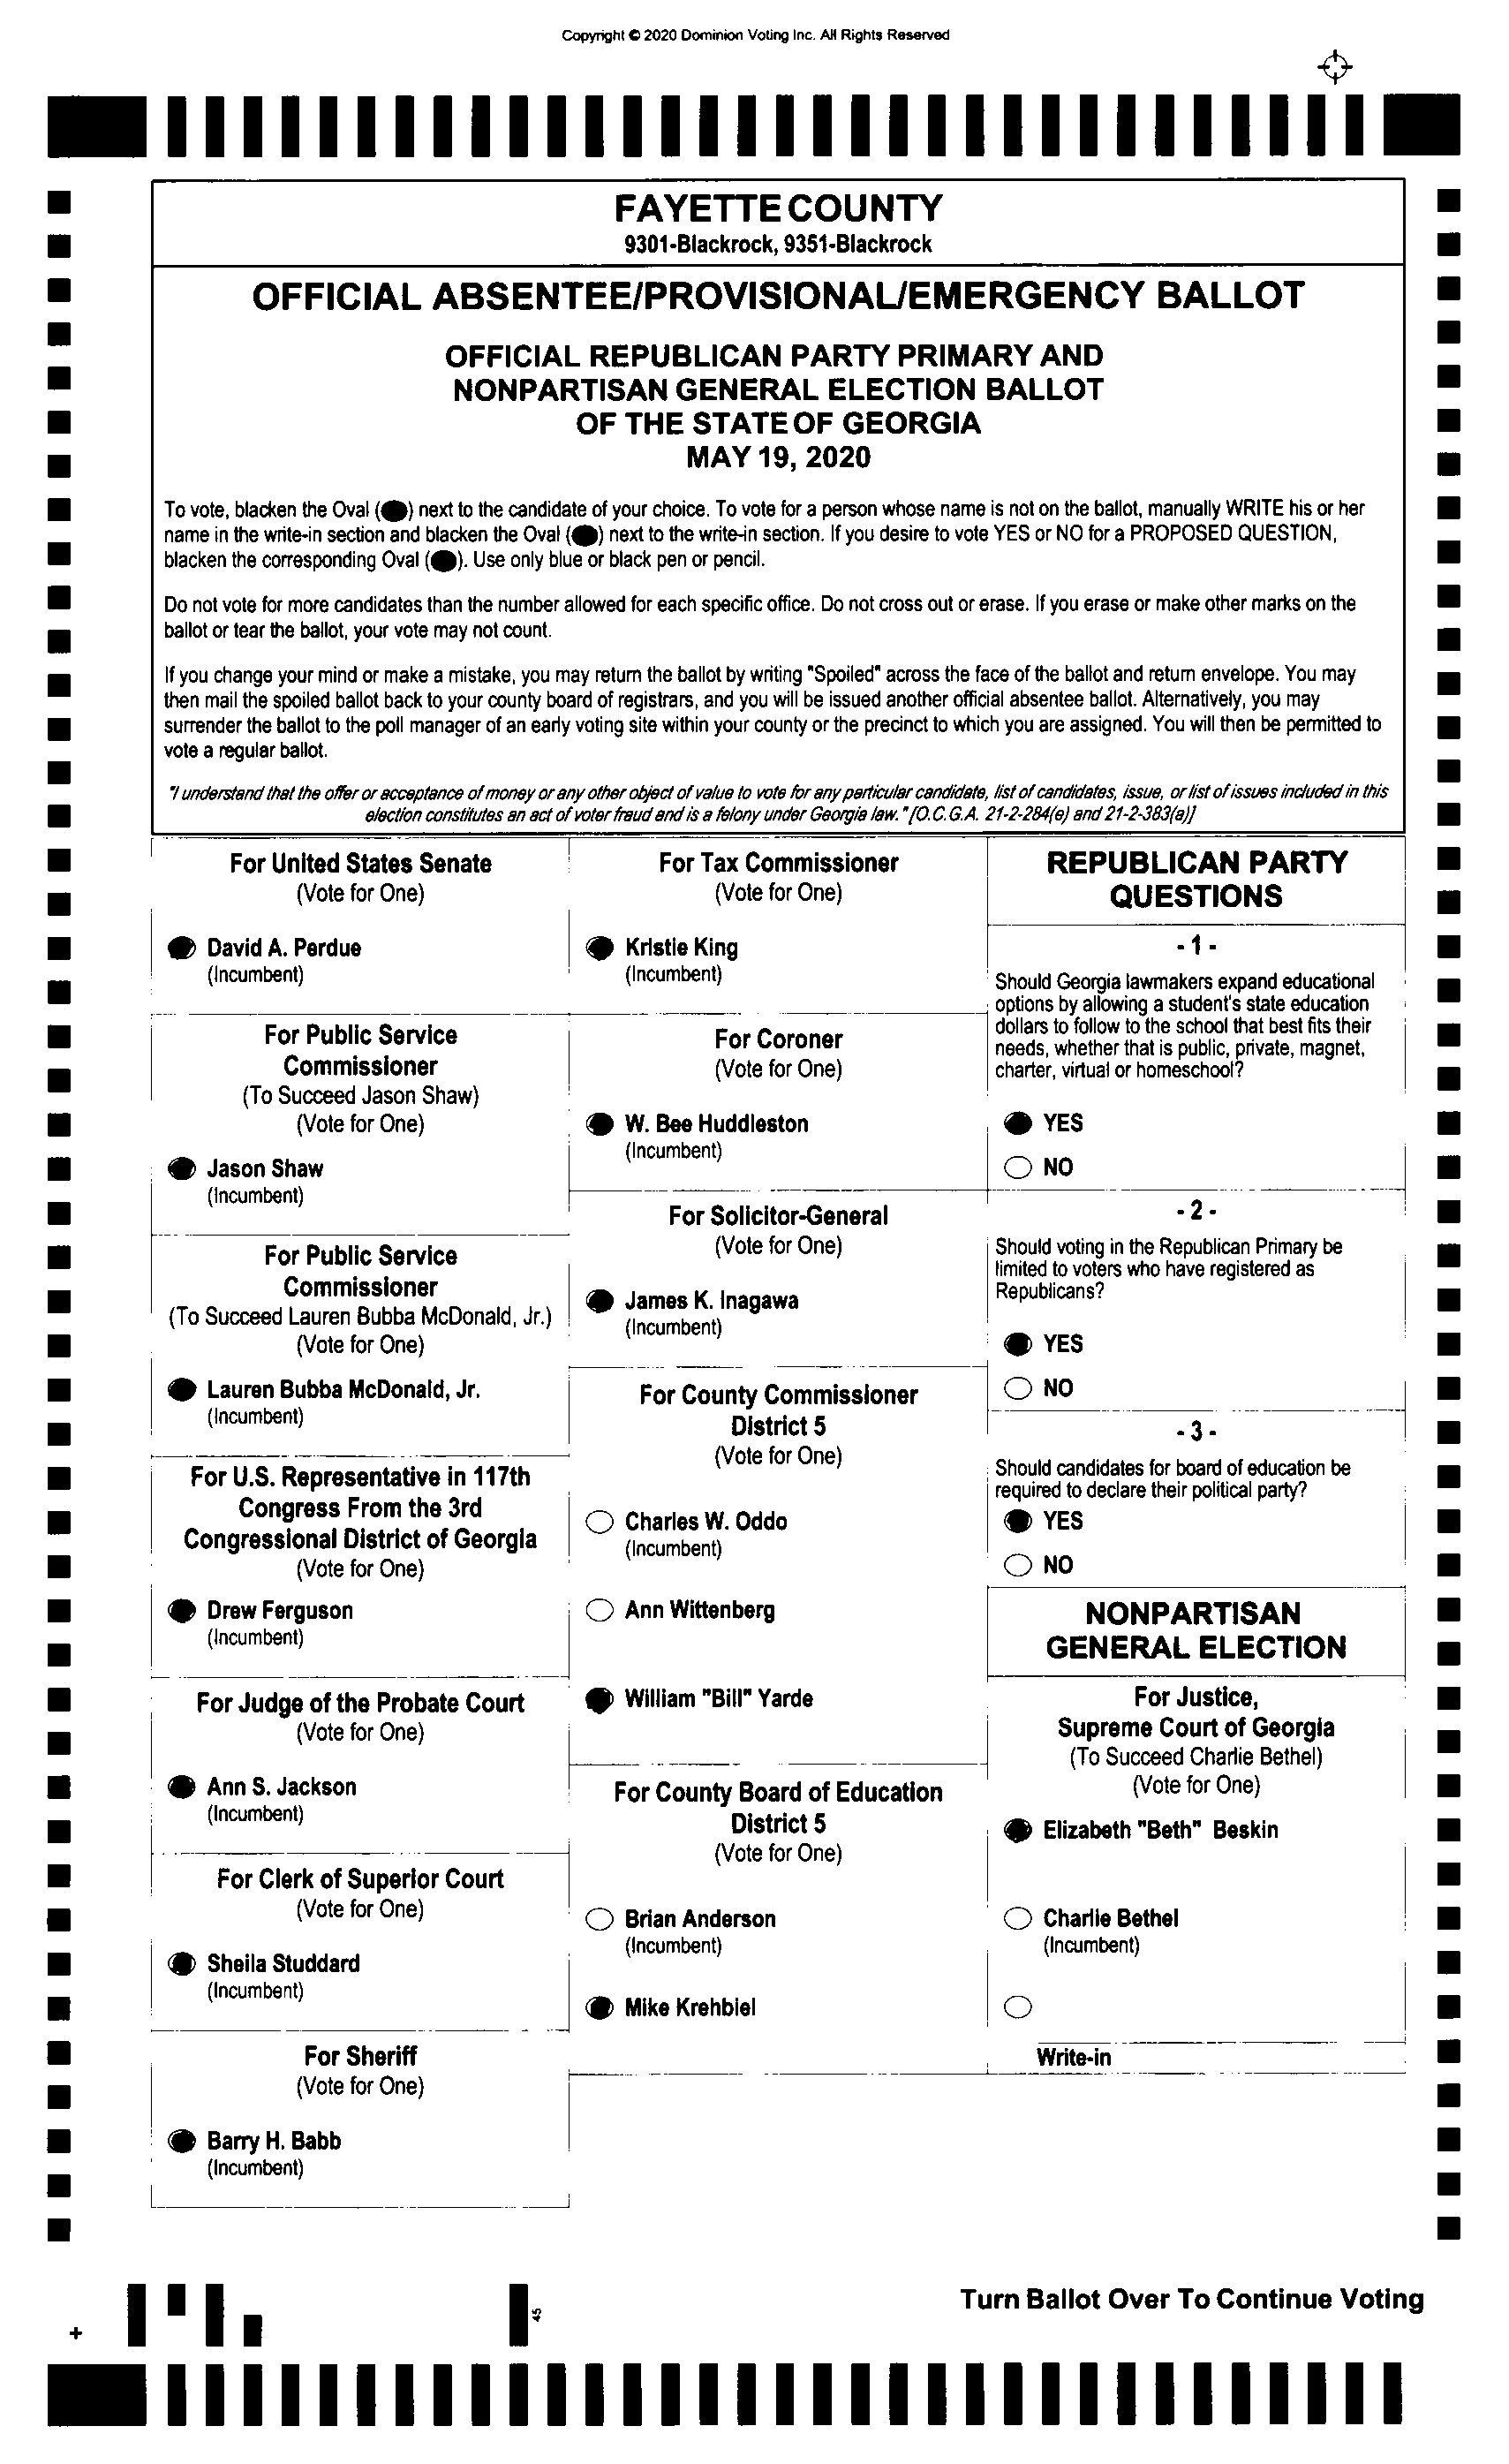 Copyright © 2020 Dominion Voting Inc. All Rights Reserved
FAYETTE COUNTY
9301-Blackrock, 9351-Blackrock
OFFICIAL ABSENTEE/PROVISIONAL/EMERGENCY BALLOT
OFFICIAL REPUBLICAN PARTY PRIMARY AND
NONPARTISAN GENERAL ELECTION BALLOT
OF THE STATE OF GEORGIA
MAY 19, 2020
To vote, blacken the Oval ( ) next to the candidate of your choice. To vote for a person whose name is not on the ballot, manually WRITE his or her
name in the write-in section and blacken the Oval ( ) next to the write-in section. If you desire to vote YES or NO for a PROPOSED QUESTION,
blacken the corresponding Oval ( ). Use only blue or black pen or pencil.
Do not vote for more candidates than the number allowed for each specific office. Do not cross out or erase. If you erase or make other marks on the
ballot or tear the ballot, your vote may not count.
If you change your mind or make a mistake, you may return the ballot by writing "Spoiled" across the face of the ballot and return envelope. You may
then mail the spoiled ballot back to your county board of registrars, and you will be issued another official absentee ballot. Alternatively, you may
surrender the ballot to the poll manager of an early voting site within your county or the precinct to which you are assigned. You will then be permitted to
vote a regular ballot.
"I understand that the offer or acceptance of money or any other object of value to vote for any particular candidate, list of candidates, issue, or list of issues included in this
election constitutes an act of voter fraud and is a felony under Georgia law." [O.C.G.A. 21-2-284(e) and 21-2-383(a)]
For United States Senate
(Vote for One)
David A. Perdue
(Incumbent)
For Public Service
Commissioner
(To Succeed Jason Shaw)
(Vote for One)
Jason Shaw
(Incumbent)
For Public Service
Commissioner
(To Succeed Lauren Bubba McDonald, Jr.)
(Vote for One)
Lauren Bubba McDonald, Jr.
(Incumbent)
For U.S. Representative in 117th
Congress From the 3rd
Congressional District of Georgia
(Vote for One)
Drew Ferguson
(Incumbent)
For Judge of the Probate Court
(Vote for One)
Ann S. Jackson
(Incumbent)
For Clerk of Superior Court
(Vote for One)
Sheila Studdard
(Incumbent)
For Sheriff
(Vote for One)
Barry H. Babb
(Incumbent)
For Tax Commissioner
(Vote for One)
Kristie King
(Incumbent)
For Coroner
(Vote for One)
W. Bee Huddleston
(Incumbent)
For Solicitor-General
(Vote for One)
James K. Inagawa
(Incumbent)
For County Commissioner
District 5
(Vote for One)
Charles W. Oddo
(Incumbent)
Ann Wittenberg
William "Bill" Yarde
For County Board of Education
District 5
(Vote for One)
Brian Anderson
(Incumbent)
Mike Krehbiel
REPUBLICAN PARTY
QUESTIONS
- 1 -
Should Georgia lawmakers expand educational
options by allowing a student's state education
dollars to follow to the school that best fits their
needs, whether that is public, private, magnet,
charter, virtual or homeschool?
YES
NO
- 2 -
Should voting in the Republican Primary be
limited to voters who have registered as
Republicans?
YES
NO
- 3 -
Should candidates for board of education be
required to declare their political party?
YES
NO
NONPARTISAN
GENERAL ELECTION
For Justice,
Supreme Court of Georgia
(To Succeed Charlie Bethel)
(Vote for One)
Elizabeth "Beth" Beskin
Charlie Bethel
(Incumbent)
Write-in
45
Turn Ballot Over To Continue Voting